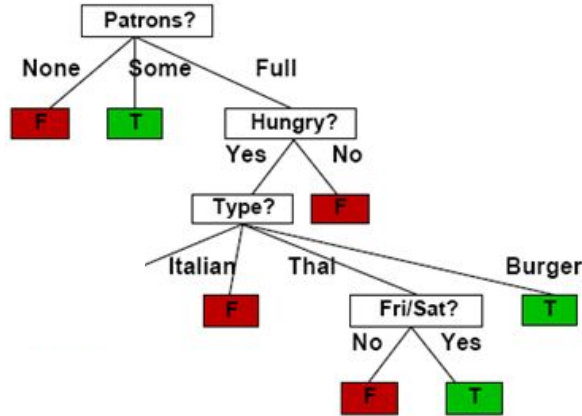 Patrons?
None Some Full
F T Hungry?
Yes No
Type? F
Italian Thai Burger
F Fri/Sat? T
No Yes
F T